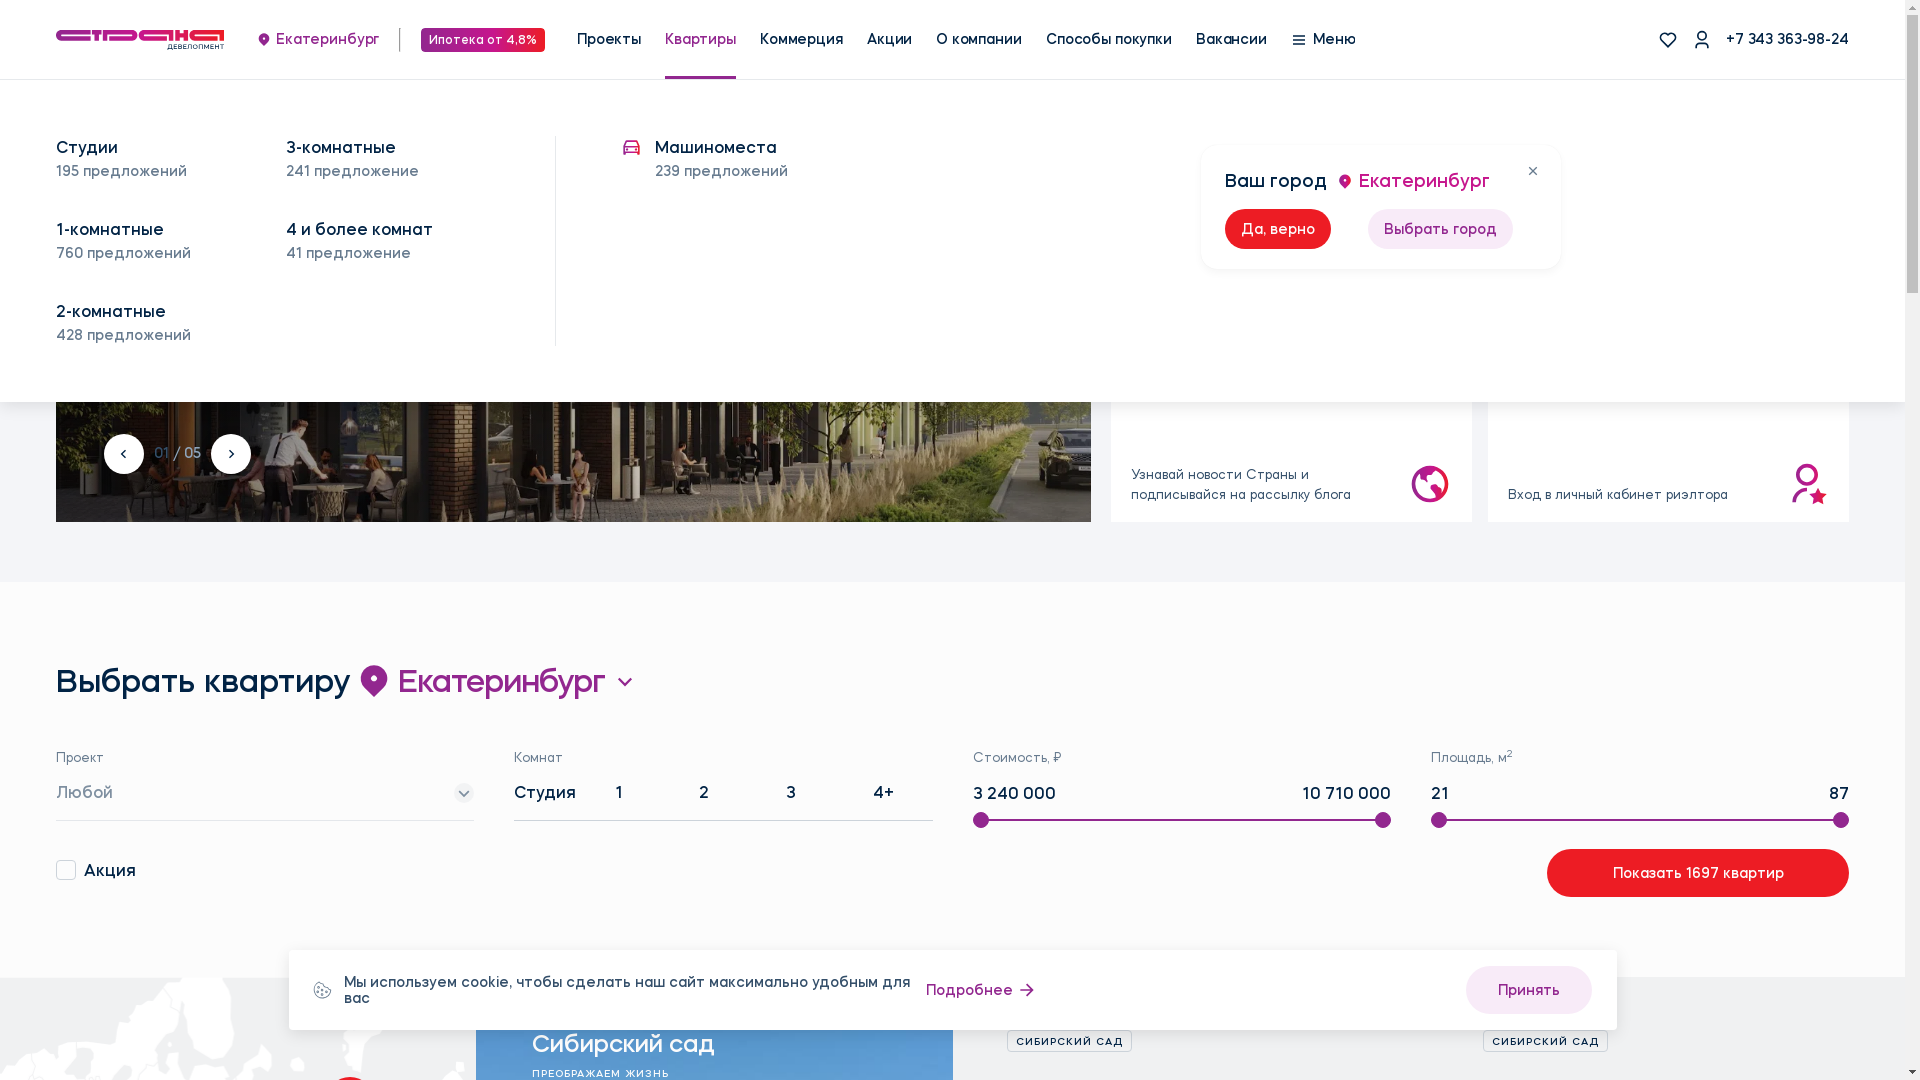 страна
ДЕВЕЛОПМЕНТ
Екатеринбург
Ипотека от 4,8%
Проекты
Квартиры
Коммерция
Акции
О компании
Способы покупки
Вакансии
Меню
+7 343 363-98-24
Студии
195 предложений
3-комнатные
241 предложение
Машиноместа
239 предложений
1-комнатные
760 предложений
4 и более комнат
41 предложение
2-комнатные
428 предложений
Ваш город Екатеринбург
Да, верно
Выбрать город
01 / 05
Узнавай новости Страны и
подписывайся на рассылку блога
Вход в личный кабинет риэлтора
Выбрать квартиру Екатеринбург
Проект
Любой
Комнат
Студия 1 2 3 4+
Стоимость, ₽
3 240 000 10 710 000
Площадь, м²
21 87
Акция
Показать 1697 квартир
Мы используем cookie, чтобы сделать наш сайт максимально удобным для
вас
Подробнее
Принять
Сибирский сад
ПРЕОБРАЖАЕМ ЖИЗНЬ
СИБИРСКИЙ САД
СИБИРСКИЙ САД